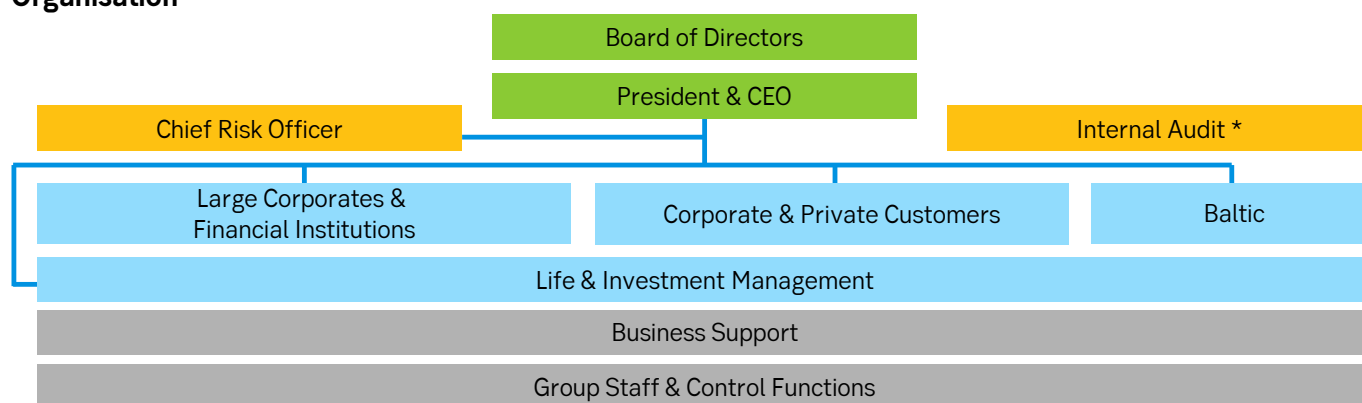 Organisation
Board of Directors
President & CEO
Chief Risk Officer
Internal Audit *
Large Corporates &
Financial Institutions
Corporate & Private Customers
Baltic
Life & Investment Management
Business Support
Group Staff & Control Functions